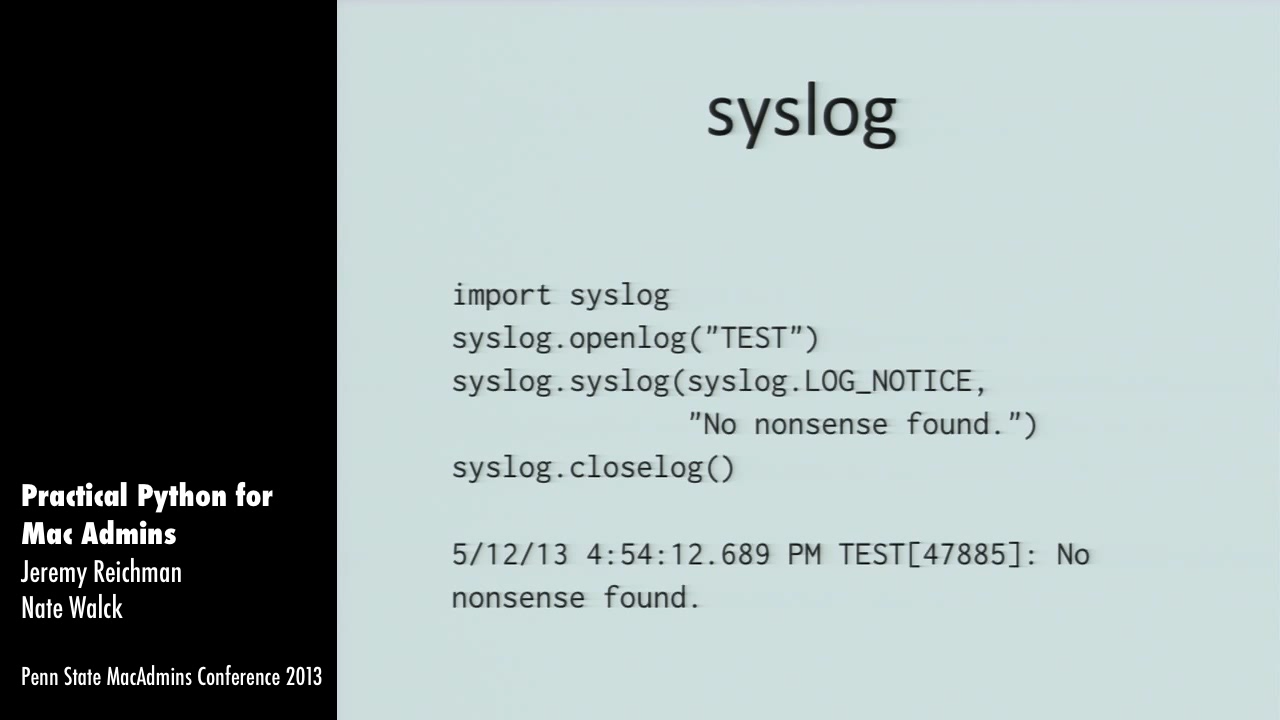 syslog
import syslog
syslog.openlog("TEST")
syslog.syslog(syslog.LOG_NOTICE,
"No nonsense found.")
syslog.closelog()
5/12/13 4:54:12.689 PM TEST[47885]: No
nonsense found.
Practical Python for
Mac Admins
Jeremy Reichman
Nate Walck
Penn State MacAdmins Conference 2013